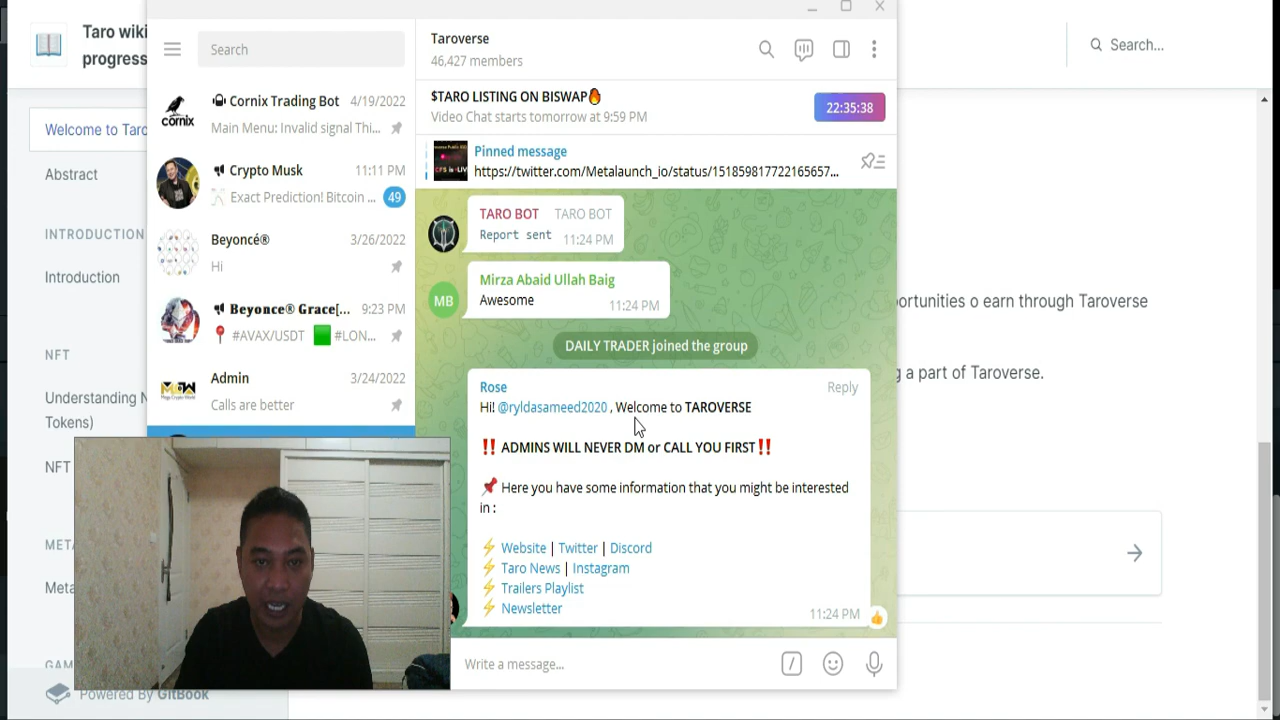 Taro wiki
progress
Search...
Welcome to Taro
Abstract
INTRODUCTION
Introduction
NFT
Understanding N
Tokens)
NFT
META
Meta
GAM
Powered By GitBook
Search
cornix
Cornix Trading Bot 4/19/2022
Main Menu: Invalid signal Thi...
Crypto Musk 11:11 PM
Exact Prediction! Bitcoin ... 49
Beyoncé® 3/26/2022
Hi
Beyonce® Grace[... 9:23 PM
#AVAX/USDT #LON...
MCW
Admin 3/24/2022
Calls are better
Taroverse
46,427 members
$TARO LISTING ON BISWAP🔥
Video Chat starts tomorrow at 9:59 PM
22:35:38
Pinned message
https://twitter.com/Metalaunch_io/status/151859817722165657...
TARO BOT TARO BOT
Report sent 11:24 PM
Mirza Abaid Ullah Baig
MB
Awesome 11:24 PM
DAILY TRADER joined the group
Rose Reply
Hi! @ryldasameed2020 , Welcome to TAROVERSE
‼️ ADMINS WILL NEVER DM or CALL YOU FIRST‼️
📌 Here you have some information that you might be interested
in :
⚡ Website | Twitter | Discord
⚡ Taro News | Instagram
⚡ Trailers Playlist
⚡ Newsletter
11:24 PM
Write a message...
portunities o earn through Taroverse
g a part of Taroverse.